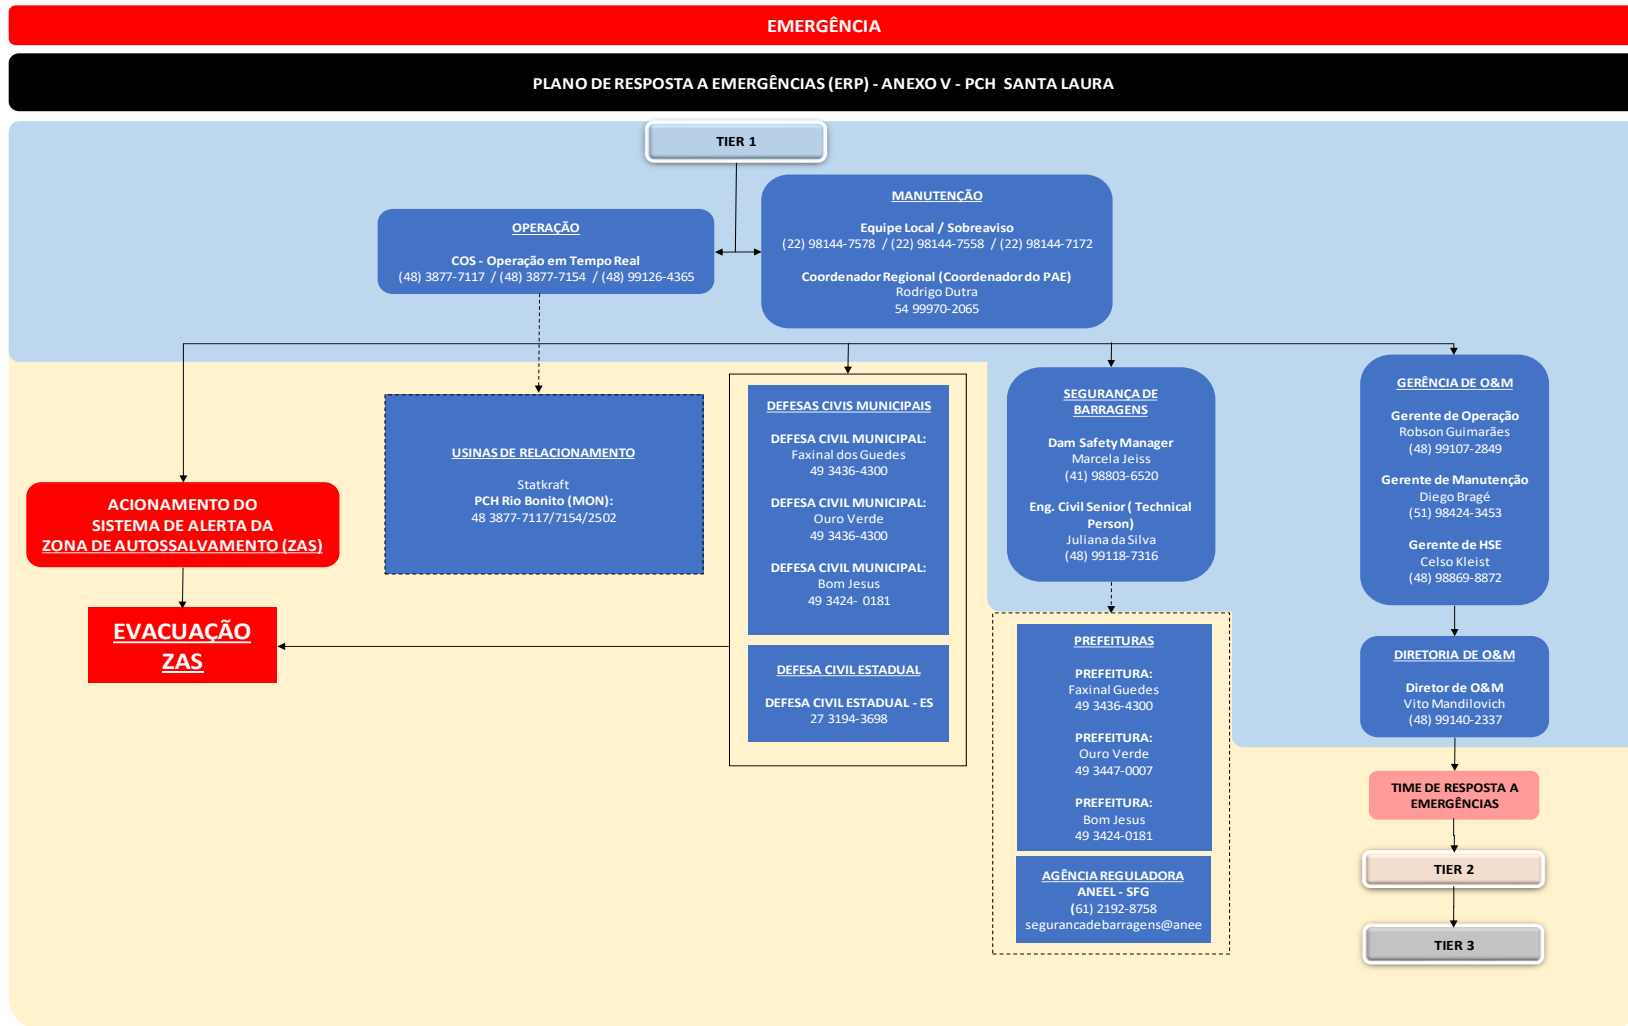 EMERGÊNCIA
PLANO DE RESPOSTA A EMERGÊNCIAS (ERP) - ANEXO V - PCH SANTA LAURA
TIER 1
OPERAÇÃO
COS - Operação em Tempo Real
(48) 3877-7117 / (48) 3877-7154 / (48) 99126-4365
MANUTENÇÃO
Equipe Local / Sobreaviso
(22) 98144-7578 / (22) 98144-7558 / (22) 98144-7172
Coordenador Regional (Coordenador do PAE)
Rodrigo Dutra
54 99970-2065
ACIONAMENTO DO
SISTEMA DE ALERTA DA
ZONA DE AUTOSSALVAMENTO (ZAS)
EVACUAÇÃO
ZAS
USINAS DE RELACIONAMENTO
Statkraft
PCH Rio Bonito (MON):
48 3877-7117/7154/2502
DEFESAS CIVIS MUNICIPAIS
DEFESA CIVIL MUNICIPAL:
Faxinal dos Guedes
49 3436-4300
DEFESA CIVIL MUNICIPAL:
Ouro Verde
49 3436-4300
DEFESA CIVIL MUNICIPAL:
Bom Jesus
49 3424- 0181
DEFESA CIVIL ESTADUAL
DEFESA CIVIL ESTADUAL - ES
27 3194-3698
SEGURANÇA DE
BARRAGENS
Dam Safety Manager
Marcela Jeiss
(41) 98803-6520
Eng. Civil Senior ( Technical
Person)
Juliana da Silva
(48) 99118-7316
PREFEITURAS
PREFEITURA:
Faxinal Guedes
49 3436-4300
PREFEITURA:
Ouro Verde
49 3447-0007
PREFEITURA:
Bom Jesus
49 3424-0181
AGÊNCIA REGULADORA
ANEEL - SFG
(61) 2192-8758
segurancadebarragens@anee
GERÊNCIA DE O&M
Gerente de Operação
Robson Guimarães
(48) 99107-2849
Gerente de Manutenção
Diego Bragé
(51) 98424-3453
Gerente de HSE
Celso Kleist
(48) 98869-8872
DIRETORIA DE O&M
Diretor de O&M
Vito Mandilovich
(48) 99140-2337
TIME DE RESPOSTA A
EMERGÊNCIAS
TIER 2
TIER 3